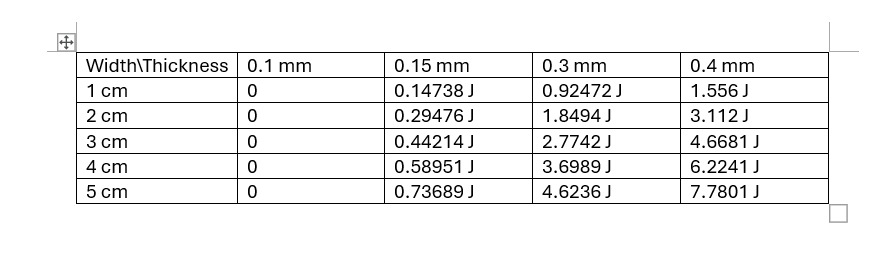 Width\Thickness 0.1 mm 0.15 mm 0.3 mm 0.4 mm
1 cm 0 0.14738 J 0.92472 J 1.556 J
2 cm 0 0.29476 J 1.8494 J 3.112 J
3 cm 0 0.44214 J 2.7742 J 4.6681 J
4 cm 0 0.58951 J 3.6989 J 6.2241 J
5 cm 0 0.73689 J 4.6236 J 7.7801 J